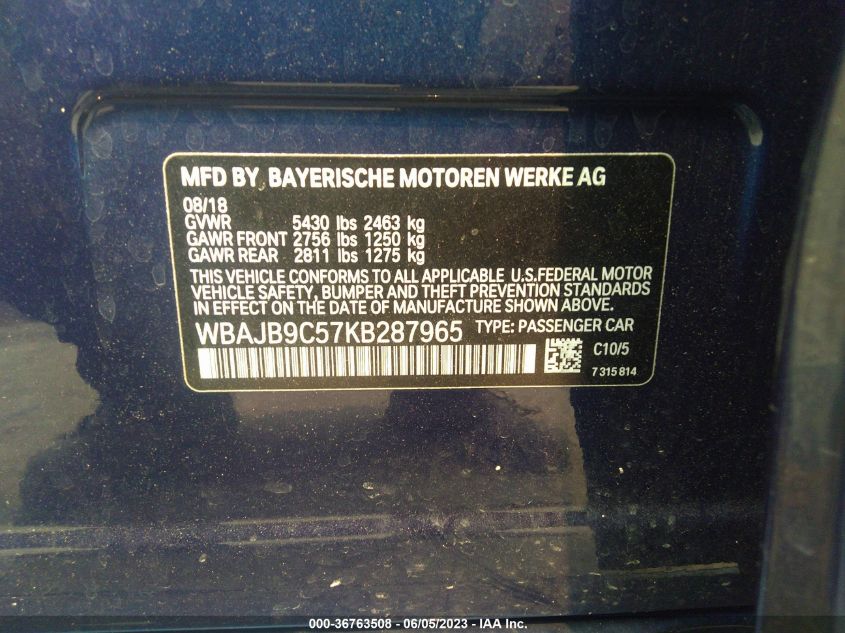 MFD BY BAYERISCHE MOTOREN WERKE AG
08/18
GVWR 5430 lbs 2463 kg
GAWR FRONT 2756 lbs 1250 kg
GAWR REAR 2811 lbs 1275 kg
THIS VEHICLE CONFORMS TO ALL APPLICABLE U.S.FEDERAL MOTOR
VEHICLE SAFETY, BUMPER AND THEFT PREVENTION STANDARDS
IN EFFECT ON THE DATE OF MANUFACTURE SHOWN ABOVE.
WBAJB9C57KB287965 TYPE: PASSENGER CAR
C10/5
7 315 814
000-36763508 - 06/05/2023 - IAA Inc.